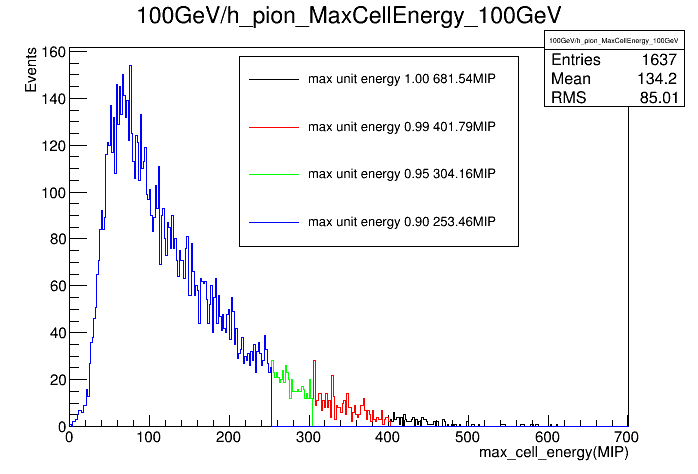 100GeV/h_pion_MaxCellEnergy_100GeV
100GeV/h_pion_MaxCellEnergy_100GeV
Entries 1637
Mean 134.2
RMS 85.01
Events
max unit energy 1.00 681.54MIP
max unit energy 0.99 401.79MIP
max unit energy 0.95 304.16MIP
max unit energy 0.90 253.46MIP
160
140
120
100
80
60
40
20
0
0 100 200 300 400 500 600 700
max_cell_energy(MIP)